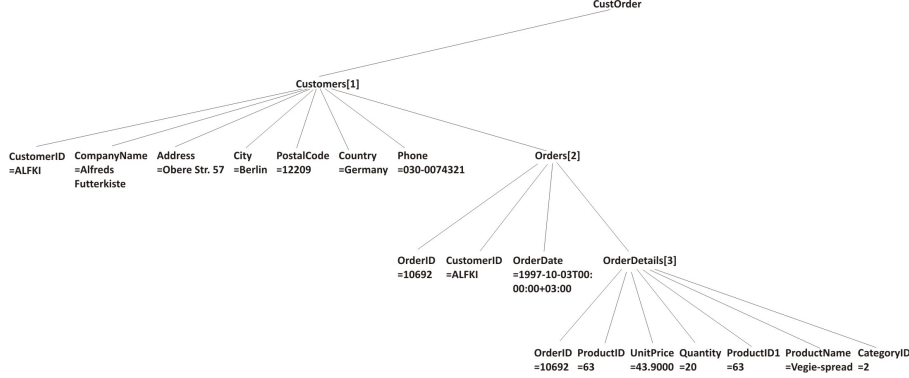 CustOrder
Customers[1]
CustomerID
=ALFKI
CompanyName
=Alfreds
Futterkiste
Address
=Obere Str. 57
City
=Berlin
PostalCode
=12209
Country
=Germany
Phone
=030-0074321
Orders[2]
OrderID
=10692
CustomerID
=ALFKI
OrderDate
=1997-10-03T00:
00:00+03:00
OrderDetails[3]
OrderID
=10692
ProductID
=63
UnitPrice
=43.9000
Quantity
=20
ProductID1
=63
ProductName
=Vegie-spread
CategoryID
=2